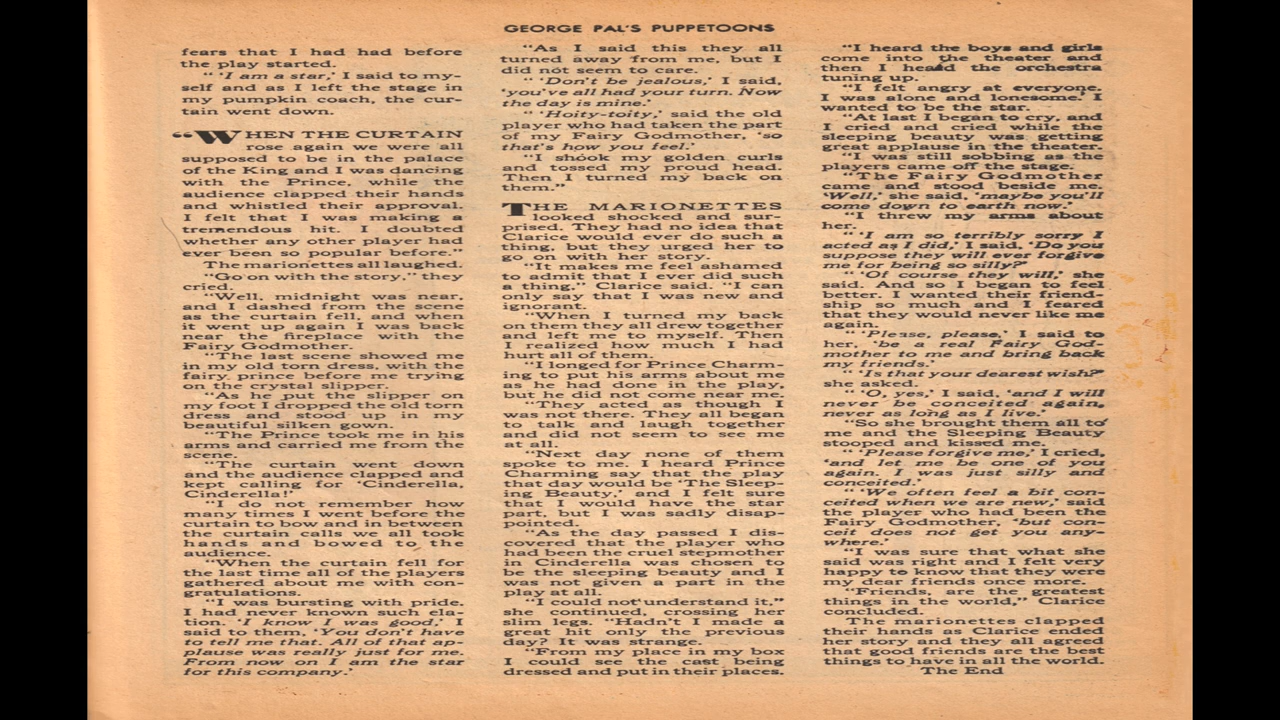 GEORGE PAL'S PUPPETOONS
fears that I had had before
the play started.
" 'I am a star,' I said to my-
self and as I left the stage in
my pumpkin coach, the cur-
tain went down.
"WHEN THE CURTAIN
rose again we were all
supposed to be in the palace
of the King and I was dancing
with the Prince, while the
audience clapped their hands
and whistled their approval.
I felt that I was making a
tremendous hit. I doubted
whether any other player had
ever been so popular before."
The marionettes all laughed.
"Go on with the story," they
cried.
"Well, midnight was near,
and I dashed from the scene
as the curtain fell, and when
it went up again I was back
near the fireplace with the
Fairy Godmother.
"The last scene showed me
in my old torn dress, with the
fairy prince before me trying
on the crystal slipper.
"As he put the slipper on
my foot I dropped the old torn
dress and stood up in my
beautiful silken gown.
"The Prince took me in his
arms and carried me from the
scene.
"The curtain went down
and the audience clapped and
kept calling for 'Cinderella,
Cinderella!'
"I do not remember how
many times I went before the
curtain to bow and in between
the curtain calls we all took
hands and bowed to the
audience.
"When the curtain fell for
the last time all of the players
gathered about me with con-
gratulations.
"I was bursting with pride.
I had never known such ela-
tion. 'I know I was good,' I
said to them, 'You don't have
to tell me that. All of that ap-
plause was really just for me.
From now on I am the star
for this company.'
"As I said this they all
turned away from me, but I
did not seem to care.
" 'Don't be jealous,' I said,
'you've all had your turn. Now
the day is mine.'
" 'Hoity-toity,' said the old
player who had taken the part
of my Fairy Godmother, 'so
that's how you feel.'
"I shook my golden curls
and tossed my proud head.
Then I turned my back on
them."
THE MARIONETTES
looked shocked and sur-
prised. They had no idea that
Clarice would ever do such a
thing, but they urged her to
go on with her story.
"It makes me feel ashamed
to admit that I ever did such
a thing." Clarice said. "I can
only say that I was new and
ignorant.
"When I turned my back
on them they all drew together
and left me to myself. Then
I realized how much I had
hurt all of them.
"I longed for Prince Charm-
ing to put his arms about me
as he had done in the play,
but he did not come near me.
"They acted as though I
was not there. They all began
to talk and laugh together
and did not seem to see me
at all.
"Next day none of them
spoke to me. I heard Prince
Charming say that the play
that day would be 'The Sleep-
ing Beauty,' and I felt sure
that I would have the star
part, but I was sadly disap-
pointed.
"As the day passed I dis-
covered that the player who
had been the cruel stepmother
in Cinderella was chosen to
be the sleeping beauty and I
was not given a part in the
play at all.
"I could not understand it,"
she continued, crossing her
slim legs. "Hadn't I made a
great hit only the previous
day? It was strange.
"From my place in my box
I could see the cast being
dressed and put in their places.
"I heard the boys and girls
come into the theater and
then I heard the orchestra
tuning up.
"I felt angry at everyone.
I was alone and lonesome. I
wanted to be the star.
"At last I began to cry, and
I cried and cried while the
sleeping beauty was getting
great applause in the theater.
"I was still sobbing as the
players came off the stage.
"The Fairy Godmother
came and stood beside me.
'Well,' she said, 'maybe you'll
come down to earth now.'
"I threw my arms about
her.
" 'I am so terribly sorry I
acted as I did,' I said, 'Do you
suppose they will ever forgive
me for being so silly?'
" 'Of course they will,' she
said. And so I began to feel
better. I wanted their friend-
ship so much and I feared
that they would never like me
again.
" 'Please, please,' I said to
her, 'be a real Fairy God-
mother to me and bring back
my friends.'
" 'Is that your dearest wish?'
she asked.
" 'O, yes,' I said, 'and I will
never be conceited again,
never as long as I live.'
"So she brought them all to
me and the Sleeping Beauty
stooped and kissed me.
" 'Please forgive me,' I cried,
'and let me be one of you
again. I was just silly and
conceited.'
" 'We often feel a bit con-
ceited when we are new,' said
the player who had been the
Fairy Godmother, 'but con-
ceit does not get you any-
where.'
"I was sure that what she
said was right and I felt very
happy to know that they were
my dear friends once more.
"Friends, are the greatest
things in the world," Clarice
concluded.
The marionettes clapped
their hands as Clarice ended
her story and they all agreed
that good friends are the best
things to have in all the world.
The End